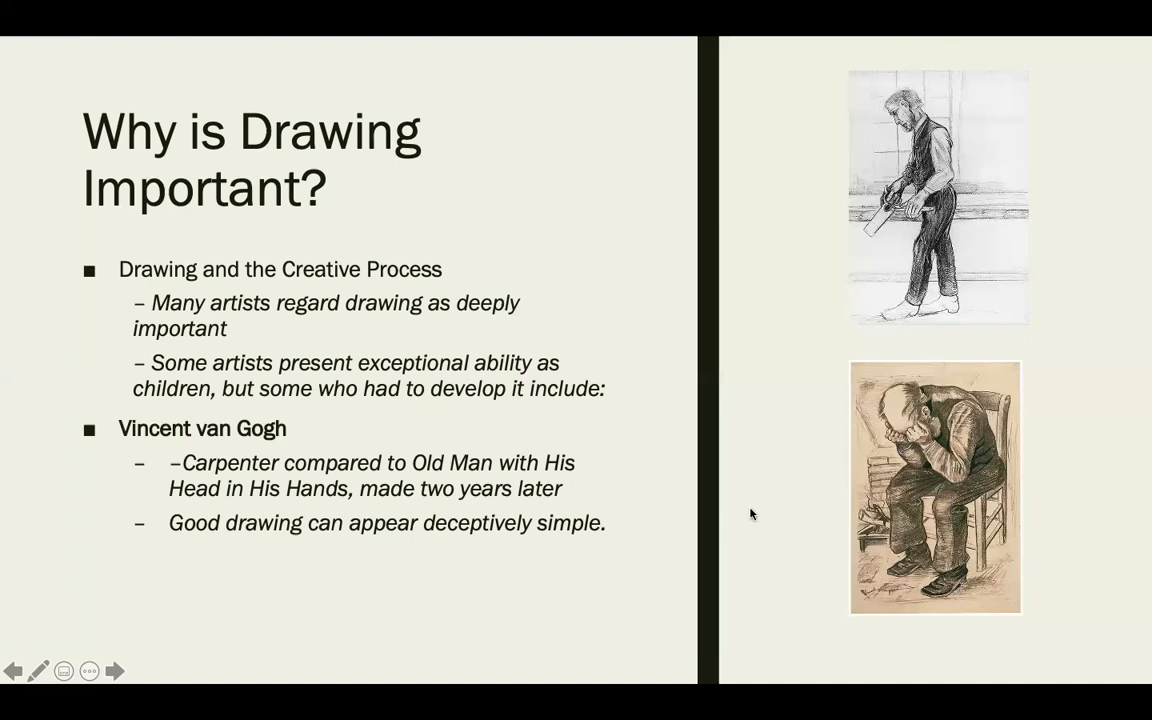 Why is Drawing
Important?
■ Drawing and the Creative Process
– Many artists regard drawing as deeply
important
– Some artists present exceptional ability as
children, but some who had to develop it include:
■ Vincent van Gogh
– –Carpenter compared to Old Man with His
Head in His Hands, made two years later
– Good drawing can appear deceptively simple.